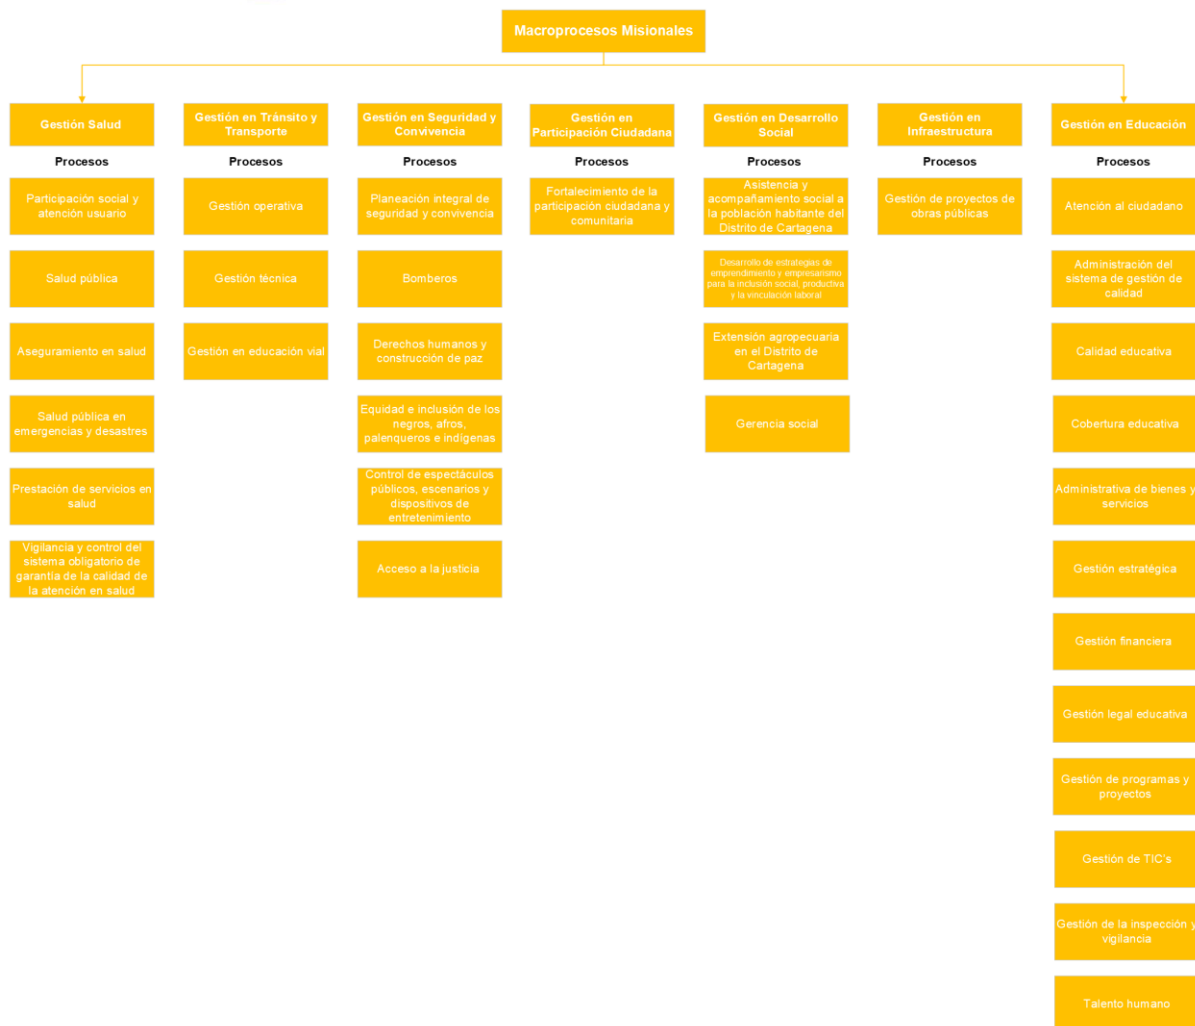 Macroprocesos Misionales
Gestión Salud
Procesos
Participación social y
atención usuario
Salud pública
Aseguramiento en salud
Salud pública en
emergencias y desastres
Prestación de servicios en
salud
Vigilancia y control del
sistema obligatorio de
garantía de la calidad de
la atención en salud
Gestión en Tránsito y
Transporte
Procesos
Gestión operativa
Gestión técnica
Gestión en educación vial
Gestión en Seguridad y
Convivencia
Procesos
Planeación integral de
seguridad y convivencia
Bomberos
Derechos humanos y
construcción de paz
Equidad e inclusión de los
negros, afros,
palenqueros e indígenas
Control de espectáculos
públicos, escenarios y
dispositivos de
entretenimiento
Acceso a la justicia
Gestión en
Participación Ciudadana
Procesos
Fortalecimiento de la
participación ciudadana y
comunitaria
Gestión en Desarrollo
Social
Procesos
Asistencia y
acompañamiento social a
la población habitante del
Distrito de Cartagena
Desarrollo de estrategias de
emprendimiento y empresarismo
para la inclusión social, productiva
y la vinculación laboral
Extensión agropecuaria
en el Distrito de
Cartagena
Gerencia social
Gestión en
Infraestructura
Procesos
Gestión de proyectos de
obras públicas
Gestión en Educación
Procesos
Atención al ciudadano
Administración del
sistema de gestión de
calidad
Calidad educativa
Cobertura educativa
Administrativa de bienes y
servicios
Gestión estratégica
Gestión financiera
Gestión legal educativa
Gestión de programas y
proyectos
Gestión de TIC's
Gestión de la inspección y
vigilancia
Talento humano